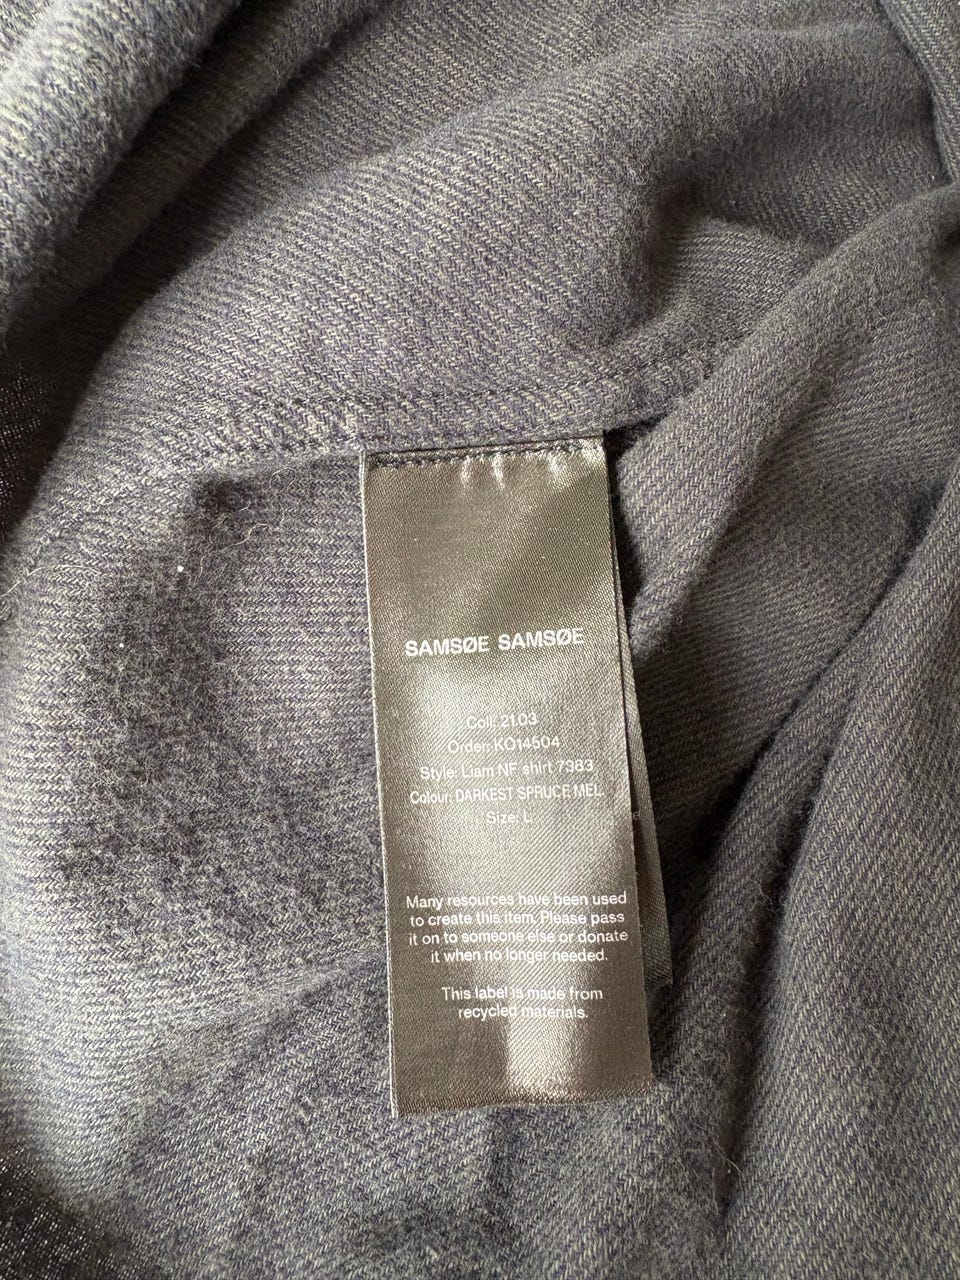 SAMSØE SAMSØE
Coll: 21.03
Order: KO14504
Style: Liam NF shirt 7383
Colour: DARKEST SPRUCE MEL.
Size: L
Many resources have been used
to create this item. Please pass
it on to someone else or donate
it when no longer needed.
This label is made from
recycled materials.